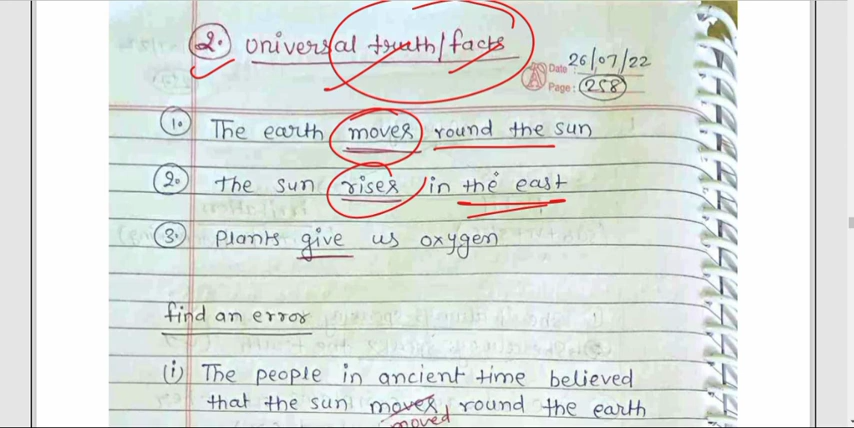 2. Universal truth/facts
Date 26/07/22
Page: 258
1. The earth moves round the sun
2. the sun rises in the east
3. Plants give us oxygen
find an error
(i) The people in ancient time believed
that the sun moves round the earth
moved